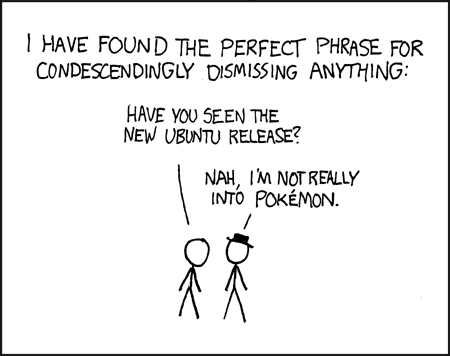 I HAVE FOUND THE PERFECT PHRASE FOR
CONDESCENDINGLY DISMISSING ANYTHING:
HAVE YOU SEEN THE
NEW UBUNTU RELEASE?
NAH, I'M NOT REALLY
INTO POKÉMON.